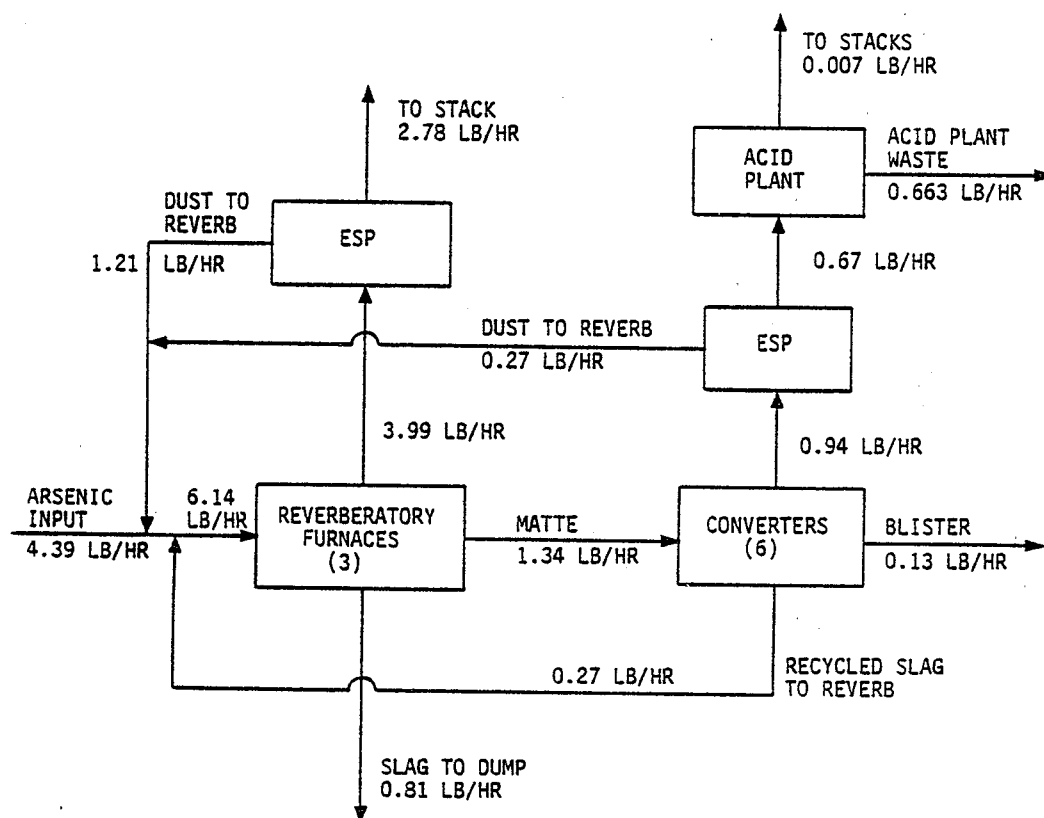 TO STACKS
0.007 LB/HR
TO STACK
2.78 LB/HR
ACID
PLANT
ACID PLANT
WASTE
0.663 LB/HR
DUST TO
REVERB
1.21 LB/HR
ESP
0.67 LB/HR
DUST TO REVERB
0.27 LB/HR
ESP
3.99 LB/HR
0.94 LB/HR
ARSENIC
INPUT
4.39 LB/HR
6.14
LB/HR
REVERBERATORY
FURNACES
(3)
MATTE
1.34 LB/HR
CONVERTERS
(6)
BLISTER
0.13 LB/HR
0.27 LB/HR
RECYCLED SLAG
TO REVERB
SLAG TO DUMP
0.81 LB/HR